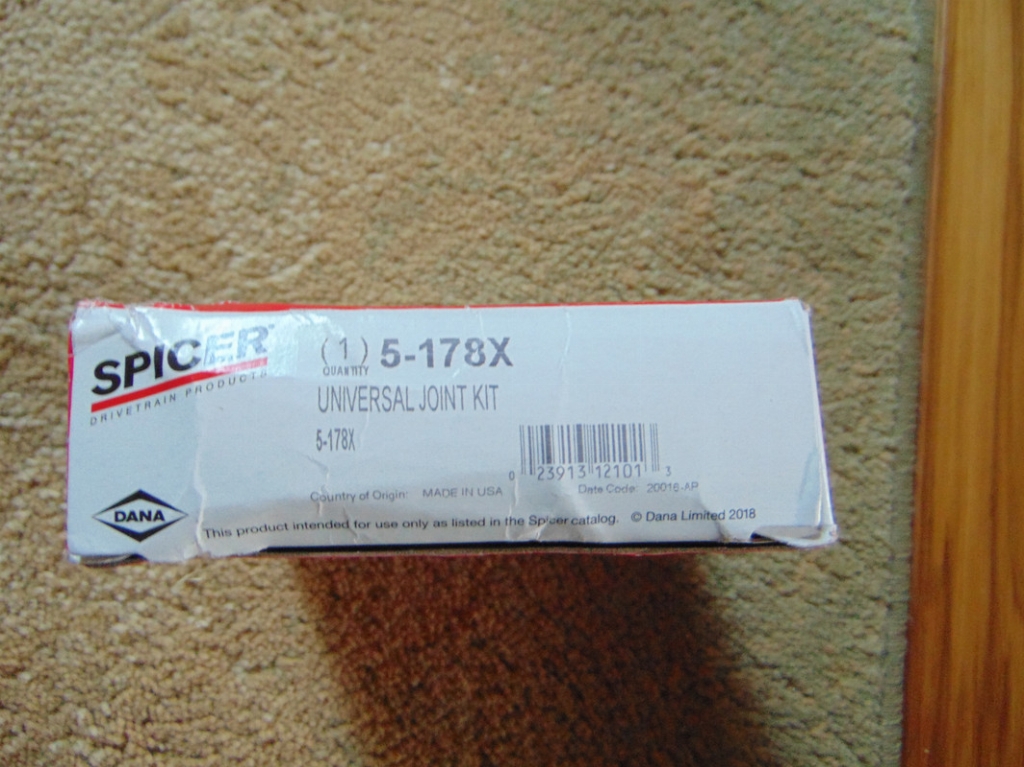 SPICER
DRIVETRAIN PRODUCTS
(1) 5-178X
QUANTITY
UNIVERSAL JOINT KIT
5-178X
0 23913 12101 3
Country of Origin: MADE IN USA
Date Code: 20016-AP
DANA
This product intended for use only as listed in the Spicer catalog. © Dana Limited 2018